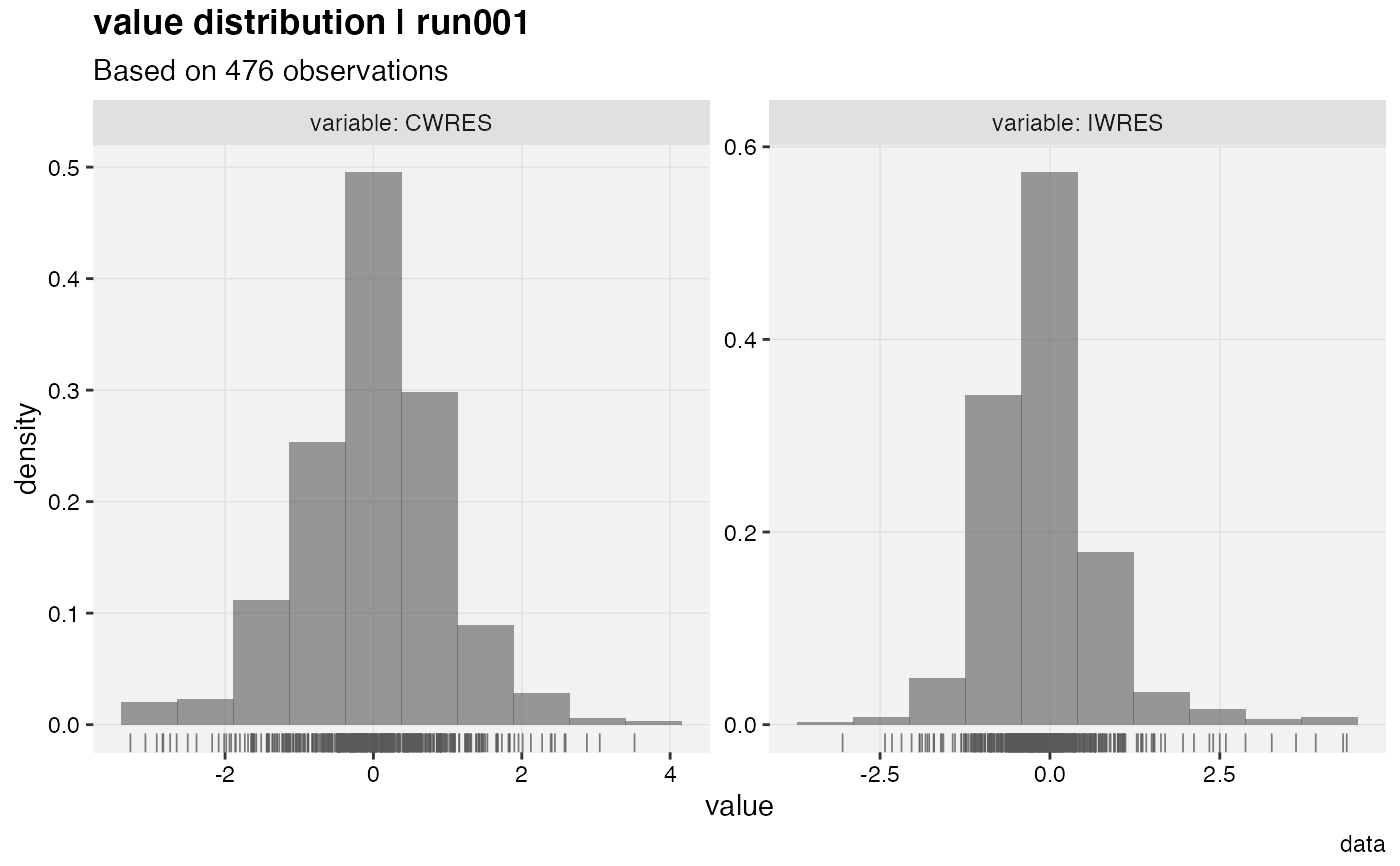 value distribution | run001
Based on 476 observations
variable: CWRES
variable: IWRES
density
0.5
0.4
0.3
0.2
0.1
0.0
0.6
0.4
0.2
0.0
-2
0
2
4
-2.5
0.0
2.5
value
data